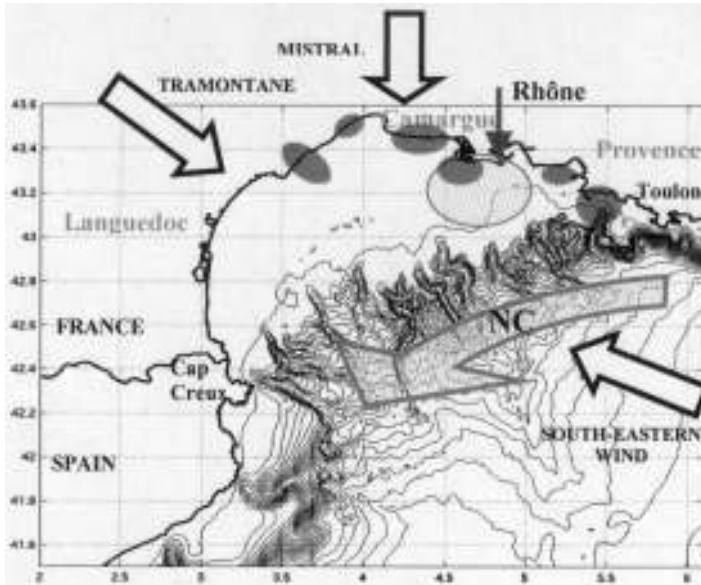 MISTRAL
TRAMONTANE
Rhône
Camargue
Provence
Toulon
Languedoc
NC
FRANCE
Cap
Creux
SOUTH-EASTERN
WIND
SPAIN
43.6
43.4
43.2
43
42.8
42.6
42.4
42.2
42
41.8
41.6
2
2.5
3
3.5
4
4.5
5
5.5
6